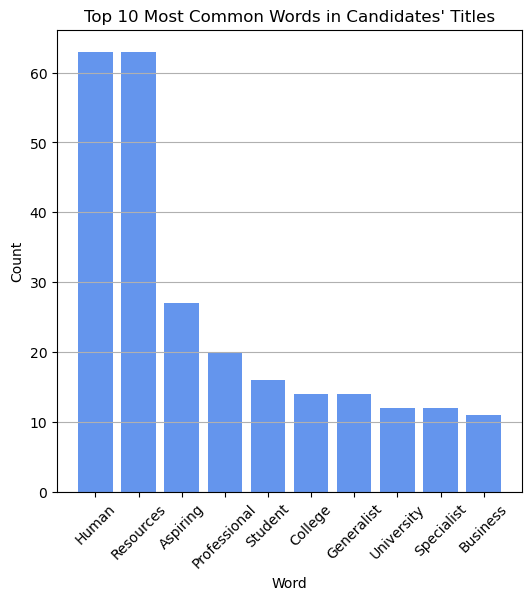 Top 10 Most Common Words in Candidates' Titles
Count
60
50
40
30
20
10
0
Human
Resources
Aspiring
Professional
Student
College
Generalist
University
Specialist
Business
Word